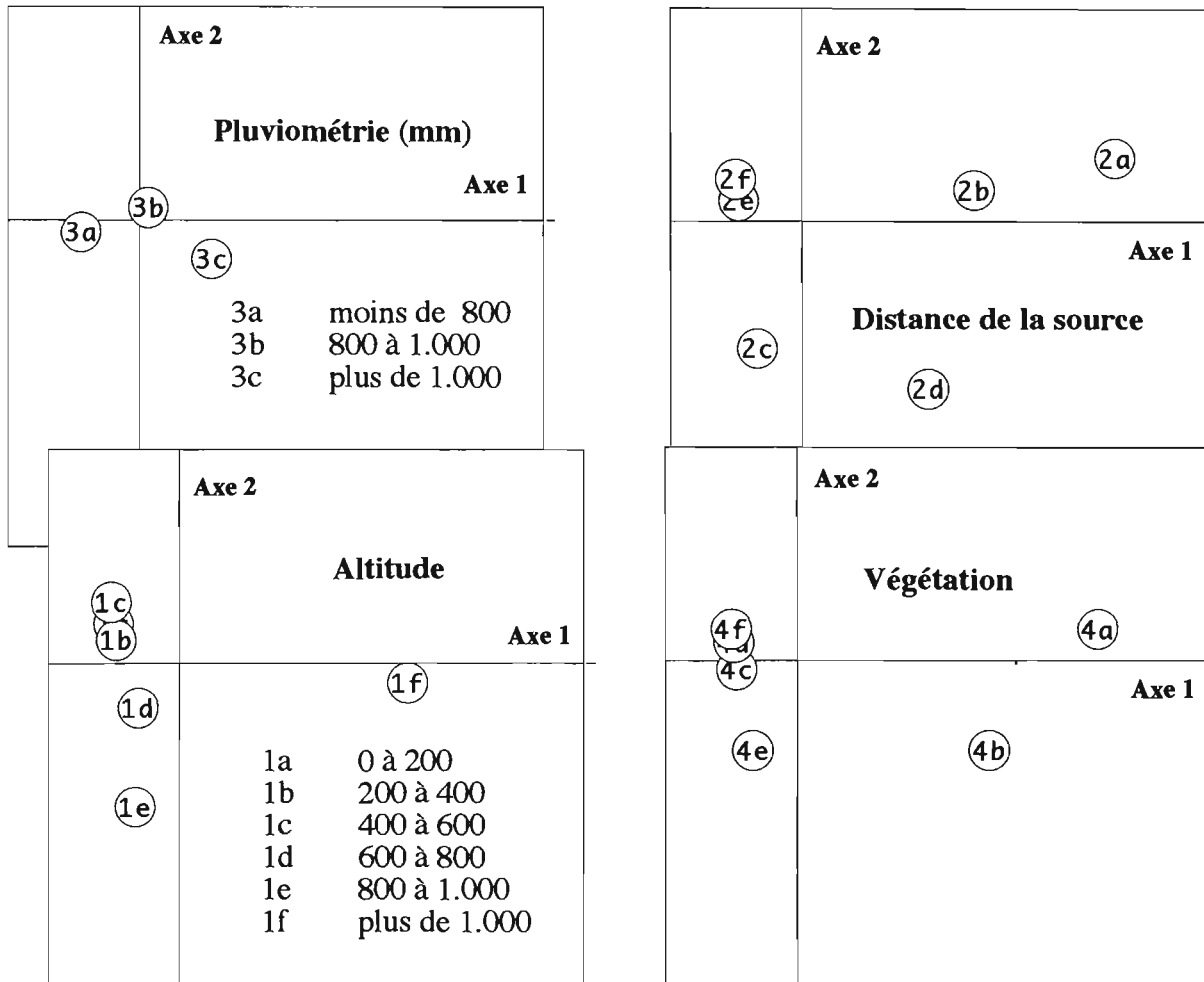 Axe 2
Pluviométrie (mm)
Axe 1
3b
3a
3c
3a moins de 800
3b 800 à 1.000
3c plus de 1.000
Axe 2
2a
2f
2b
2e
Axe 1
Distance de la source
2c
2d
Axe 2
Altitude
1c
Axe 1
1b
1f
1d
1a 0 à 200
1b 200 à 400
1e
1c 400 à 600
1d 600 à 800
1e 800 à 1.000
1f plus de 1.000
Axe 2
Végétation
4f
4a
4c
Axe 1
4e
4b